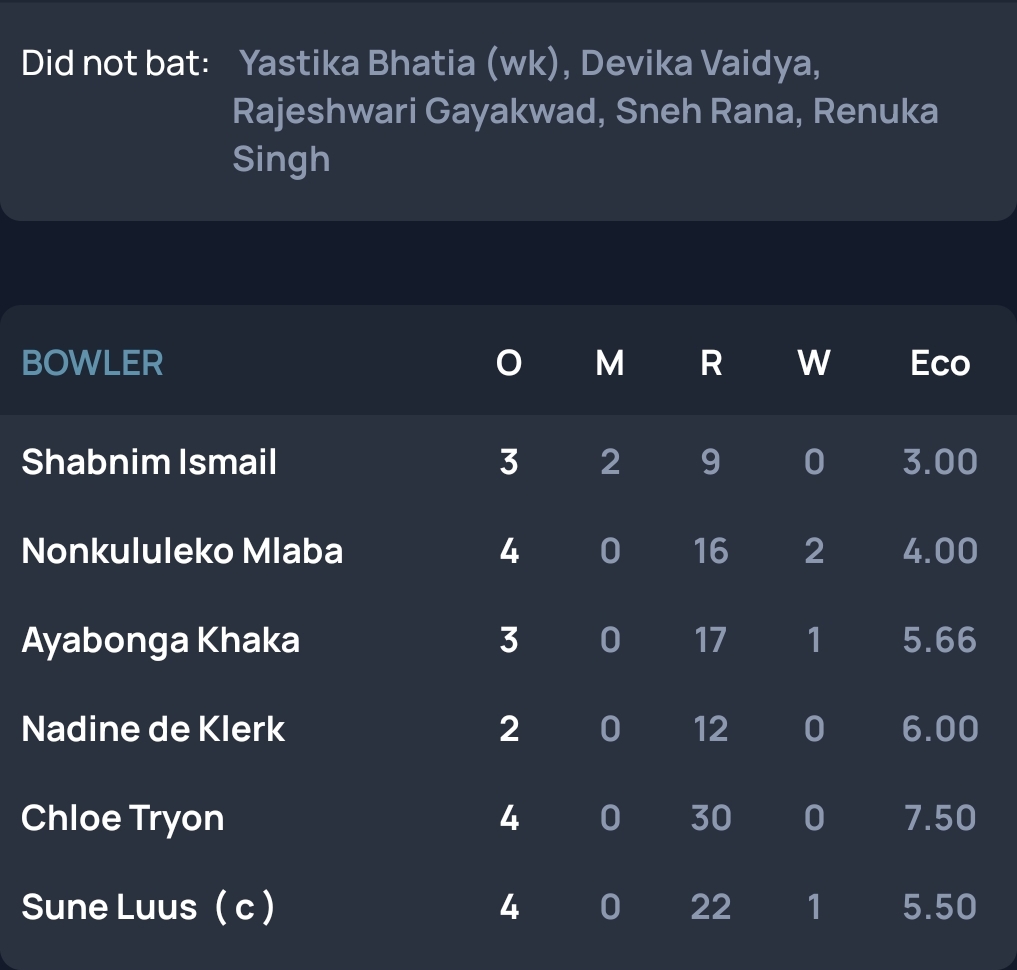 Did not bat: Yastika Bhatia (wk), Devika Vaidya,
Rajeshwari Gayakwad, Sneh Rana, Renuka
Singh
BOWLER O M R W Eco
Shabnim Ismail 3 2 9 0 3.00
Nonkululeko Mlaba 4 0 16 2 4.00
Ayabonga Khaka 3 0 17 1 5.66
Nadine de Klerk 2 0 12 0 6.00
Chloe Tryon 4 0 30 0 7.50
Sune Luus ( c ) 4 0 22 1 5.50